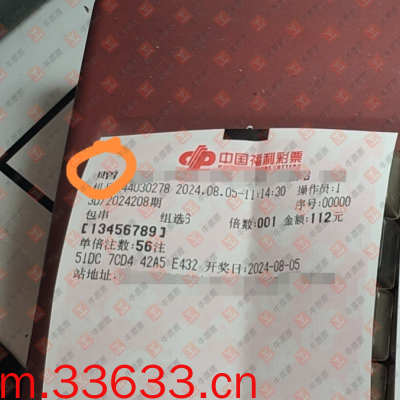 中国福利彩票
44030278 2024.08.05-11:14:30 操作员:1
3D/2024208期 序号:00000
包串 组选6 倍数:001 金额:112元
[13456789]
单倍注数:56注
51DC 7CD4 42A5 E432 开奖日:2024-08-05
站地址:
m.33633.cn